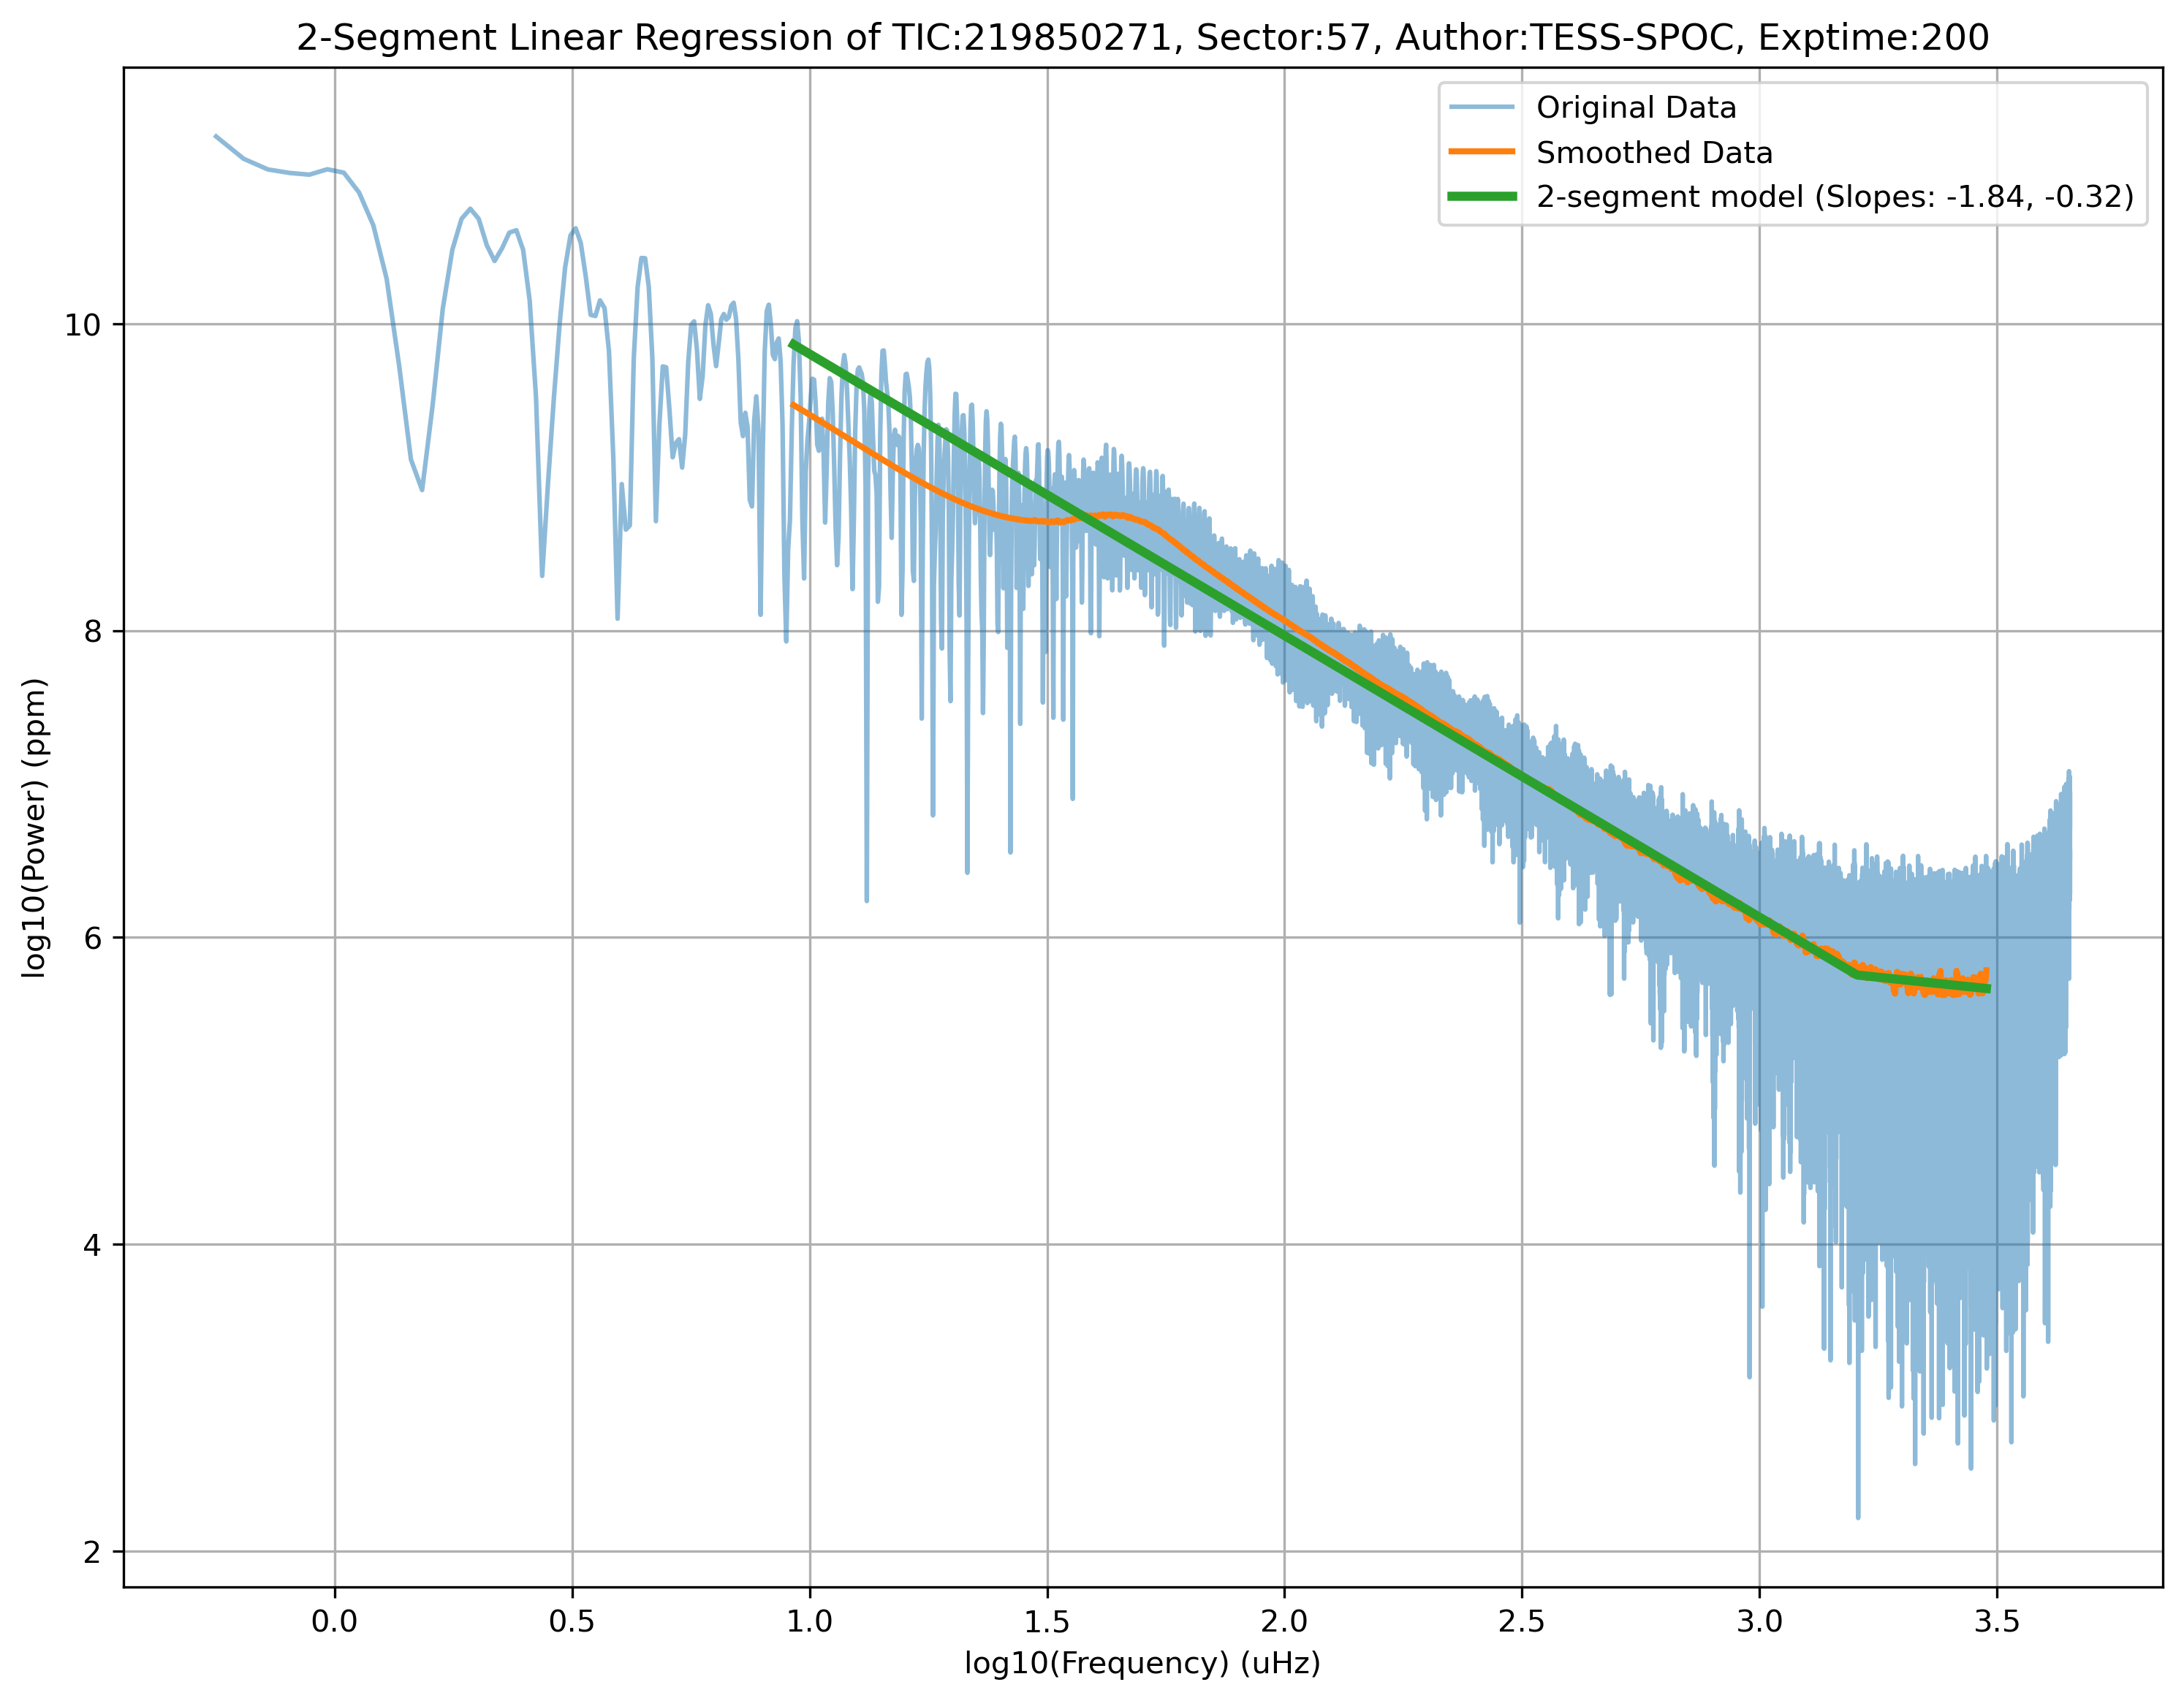 2-Segment Linear Regression of TIC:219850271, Sector:57, Author:TESS-SPOC, Exptime:200
Original Data
Smoothed Data
2-segment model (Slopes: -1.84, -0.32)
log10(Power) (ppm)
10
8
6
4
2
0.0 0.5 1.0 1.5 2.0 2.5 3.0 3.5
log10(Frequency) (uHz)